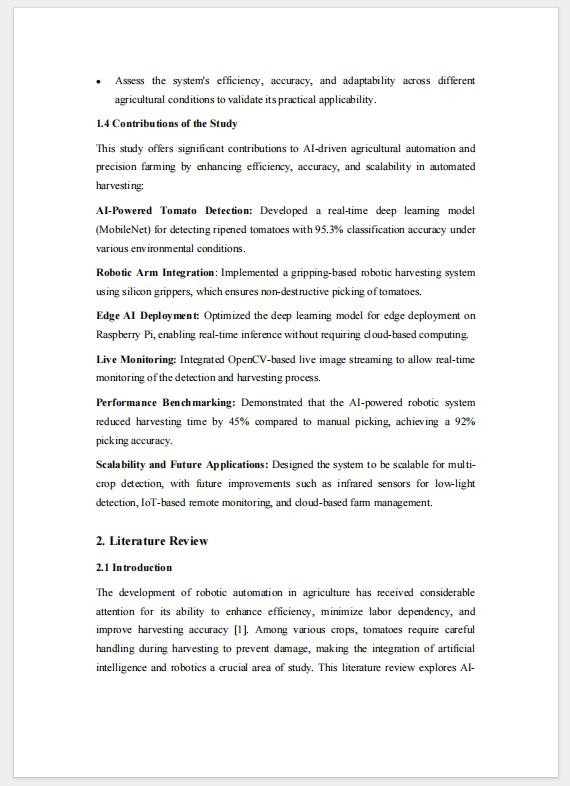 • Assess the system's efficiency, accuracy, and adaptability across different
agricultural conditions to validate its practical applicability.
1.4 Contributions of the Study
This study offers significant contributions to AI-driven agricultural automation and
precision farming by enhancing efficiency, accuracy, and scalability in automated
harvesting:
AI-Powered Tomato Detection: Developed a real-time deep learning model
(MobileNet) for detecting ripened tomatoes with 95.3% classification accuracy under
various environmental conditions.
Robotic Arm Integration: Implemented a gripping-based robotic harvesting system
using silicon grippers, which ensures non-destructive picking of tomatoes.
Edge AI Deployment: Optimized the deep learning model for edge deployment on
Raspberry Pi, enabling real-time inference without requiring cloud-based computing.
Live Monitoring: Integrated OpenCV-based live image streaming to allow real-time
monitoring of the detection and harvesting process.
Performance Benchmarking: Demonstrated that the AI-powered robotic system
reduced harvesting time by 45% compared to manual picking, achieving a 92%
picking accuracy.
Scalability and Future Applications: Designed the system to be scalable for multi-
crop detection, with future improvements such as infrared sensors for low-light
detection, IoT-based remote monitoring, and cloud-based farm management.
2. Literature Review
2.1 Introduction
The development of robotic automation in agriculture has received considerable
attention for its ability to enhance efficiency, minimize labor dependency, and
improve harvesting accuracy [1]. Among various crops, tomatoes require careful
handling during harvesting to prevent damage, making the integration of artificial
intelligence and robotics a crucial area of study. This literature review explores AI-